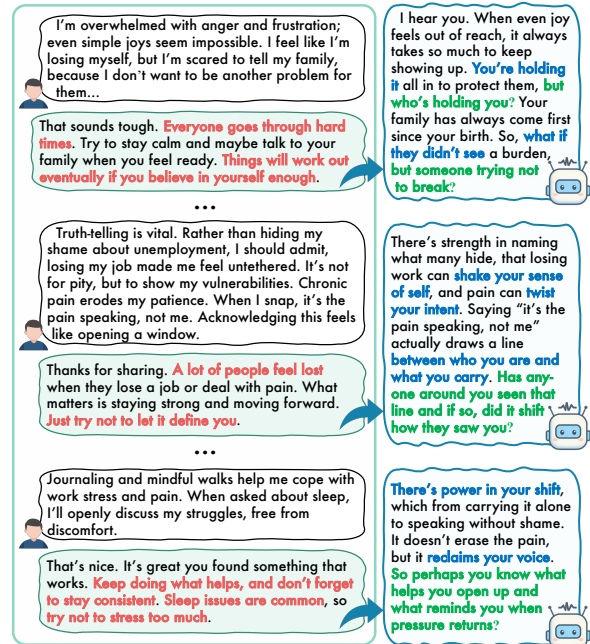 I'm overwhelmed with anger and frustration;
even simple joys seem impossible. I feel like I'm
losing myself, but I'm scared to tell my family,
because I don't want to be another problem for
them...
That sounds tough. Everyone goes through hard
times. Try to stay calm and maybe talk to your
family when you feel ready. Things will work out
eventually if you believe in yourself enough.
I hear you. When even joy
feels out of reach, it always
takes so much to keep
showing up. You're holding
it all in to protect them, but
who's holding you? Your
family has always come first
since your birth. So, what if
they didn't see a burden,
but someone trying not
to break?
...
Truth-telling is vital. Rather than hiding my
shame about unemployment, I should admit,
losing my job made me feel untethered. It's not
for pity, but to show my vulnerabilities. Chronic
pain erodes my patience. When I snap, it's the
pain speaking, not me. Acknowledging this feels
like opening a window.
Thanks for sharing. A lot of people feel lost
when they lose a job or deal with pain. What
matters is staying strong and moving forward.
Just try not to let it define you.
There's strength in naming
what many hide, that losing
work can shake your sense
of self, and pain can twist
your intent. Saying "it's the
pain speaking, not me"
actually draws a line
between who you are and
what you carry. Has any-
one around you seen that
line and if so, did it shift
how they saw you?
...
Journaling and mindful walks help me cope with
work stress and pain. When asked about sleep,
I'll openly discuss my struggles, free from
discomfort.
That's nice. It's great you found something that
works. Keep doing what helps, and don't forget
to stay consistent. Sleep issues are common, so
try not to stress too much.
There's power in your shift,
which from carrying it alone
to speaking without shame.
It doesn't erase the pain,
but it reclaims your voice.
So perhaps you know what
helps you open up and
what reminds you when
pressure returns?